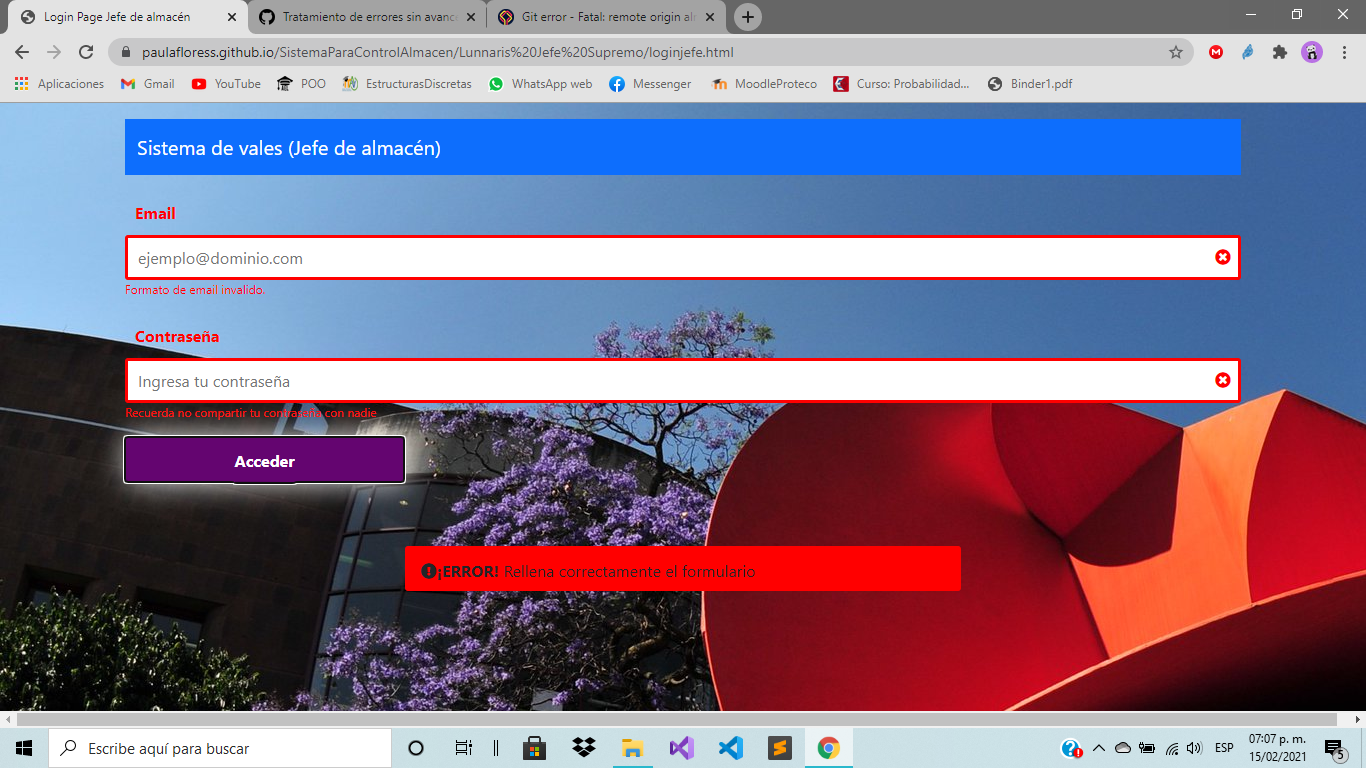 Login Page Jefe de almacén
Tratamiento de errores sin avanc
Git error - Fatal: remote origin al
paulafloress.github.io/SistemaParaControlAlmacen/Lunnaris%20Jefe%20Supremo/loginjefe.html
Aplicaciones Gmail YouTube POO EstructurasDiscretas WhatsApp web Messenger MoodleProteco Curso: Probabilidad... Binder1.pdf
Sistema de vales (Jefe de almacén)
Email
ejemplo@dominio.com
Formato de email invalido.
Contraseña
Ingresa tu contraseña
Recuerda no compartir tu contraseña con nadie
Acceder
¡ERROR! Rellena correctamente el formulario
Escribe aquí para buscar
ESP
07:07 p. m.
15/02/2021
5